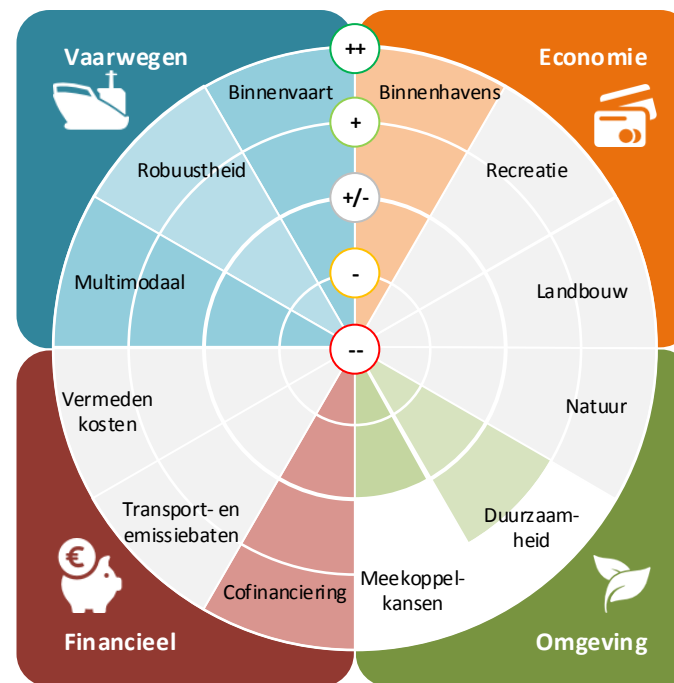 Vaarwegen
Economie
++
Binnenvaart
Binnenhavens
+
Robuustheid
Recreatie
+/-
Multimodaal
-
Landbouw
--
Vermeden
kosten
Natuur
Transport- en
emissiebaten
Duurzaam-
heid
Cofinanciering
Meekoppel-
kansen
€
Financieel
Omgeving